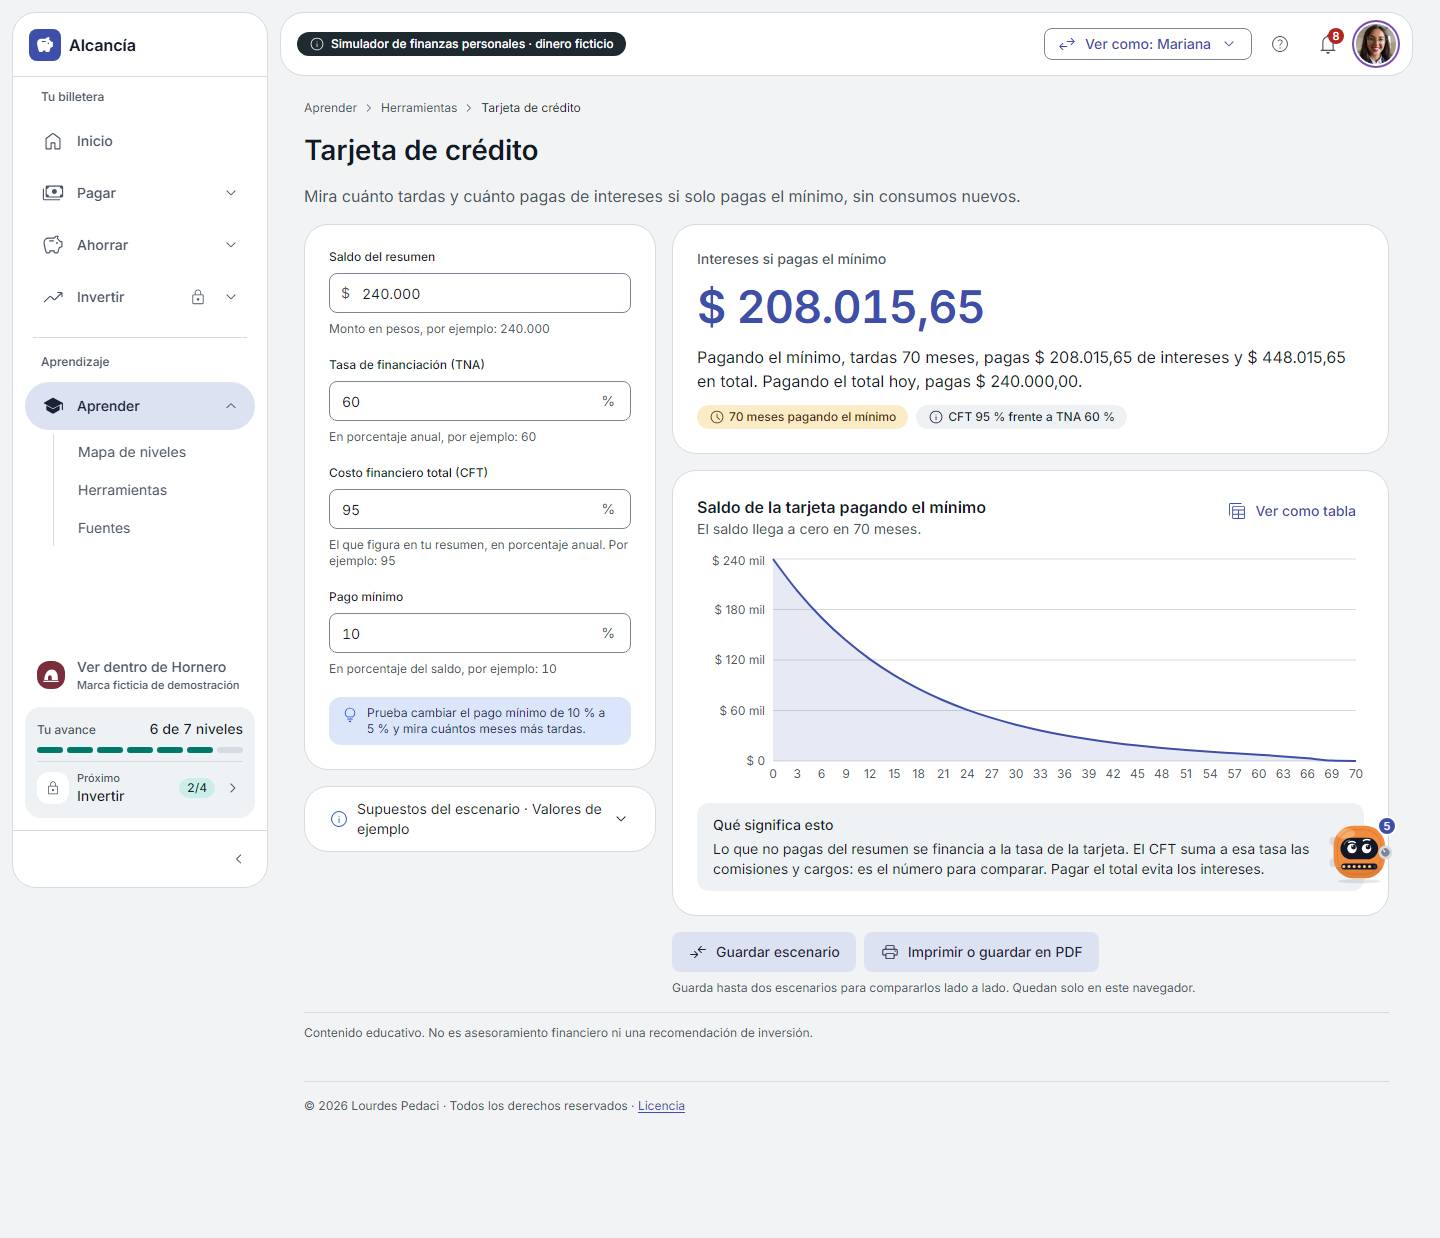 Alcancía
Simulador de finanzas personales · dinero ficticio
Ver como: Mariana
8
Tu billetera
Inicio
Pagar
Ahorrar
Invertir
Aprendizaje
Aprender
Mapa de niveles
Herramientas
Fuentes
Ver dentro de Hornero
Marca ficticia de demostración
Tu avance
6 de 7 niveles
Próximo
Invertir
2/4
Aprender
Herramientas
Tarjeta de crédito
Tarjeta de crédito
Mira cuánto tardas y cuánto pagas de intereses si solo pagas el mínimo, sin consumos nuevos.
Saldo del resumen
$ 240.000
Monto en pesos, por ejemplo: 240.000
Tasa de financiación (TNA)
60 %
En porcentaje anual, por ejemplo: 60
Costo financiero total (CFT)
95 %
El que figura en tu resumen, en porcentaje anual. Por
ejemplo: 95
Pago mínimo
10 %
En porcentaje del saldo, por ejemplo: 10
Prueba cambiar el pago mínimo de 10 % a
5 % y mira cuántos meses más tardas.
Supuestos del escenario · Valores de
ejemplo
Intereses si pagas el mínimo
$ 208.015,65
Pagando el mínimo, tardas 70 meses, pagas $ 208.015,65 de intereses y $ 448.015,65
en total. Pagando el total hoy, pagas $ 240.000,00.
70 meses pagando el mínimo
CFT 95 % frente a TNA 60 %
Saldo de la tarjeta pagando el mínimo
El saldo llega a cero en 70 meses.
Ver como tabla
$ 240 mil
$ 180 mil
$ 120 mil
$ 60 mil
$ 0
0 3 6 9 12 15 18 21 24 27 30 33 36 39 42 45 48 51 54 57 60 63 66 69 70
Qué significa esto
Lo que no pagas del resumen se financia a la tasa de la tarjeta. El CFT suma a esa tasa las
comisiones y cargos: es el número para comparar. Pagar el total evita los intereses.
5
Guardar escenario
Imprimir o guardar en PDF
Guarda hasta dos escenarios para compararlos lado a lado. Quedan solo en este navegador.
Contenido educativo. No es asesoramiento financiero ni una recomendación de inversión.
© 2026 Lourdes Pedaci · Todos los derechos reservados · Licencia